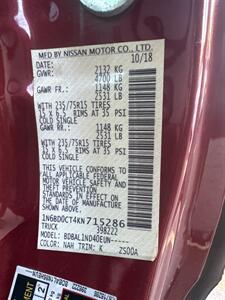 MFD BY NISSAN MOTOR CO., LTD.
DATE: 10/18
GVWR: 2132 KG
4700 LB
GAWR FR.: 1148 KG
2531 LB
WITH 235/75R15 TIRES
15 X 6.5 RIMS AT 35 PSI
COLD
GAWR RR.: 1148 KG
2531 LB
WITH 235/75R15 TIRES
15 X 6.5 RIMS AT 35 PSI
COLD
THIS VEHICLE CONFORMS TO
ALL APPLICABLE FEDERAL
MOTOR VEHICLE SAFETY AND
THEFT PREVENTION STANDARDS
IN EFFECT ON THE DATE OF
MANUFACTURE SHOWN ABOVE.
1N6BD0CT4KN715286
TRUCK 398222
MODEL: BDBALIND40EUN-----
COLOR: NAH TRIM: K
2500A